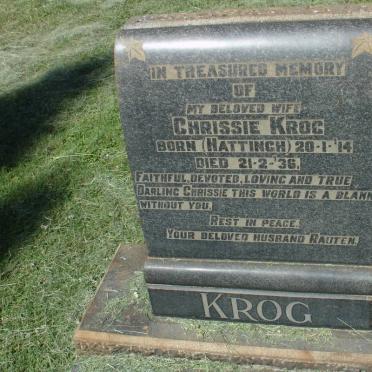 IN TREASURED MEMORY
OF
MY BELOVED WIFE
CHRISSIE KROG
BORN (HATTINGH) 20-1-'14
DIED 21-2-'36.
FAITHFUL, DEVOTED, LOVING AND TRUE,
DARLING CHRISSIE THIS WORLD IS A BLANK
WITHOUT YOU.
REST IN PEACE.
YOUR BELOVED HUSBAND RAUTEN.
KROG